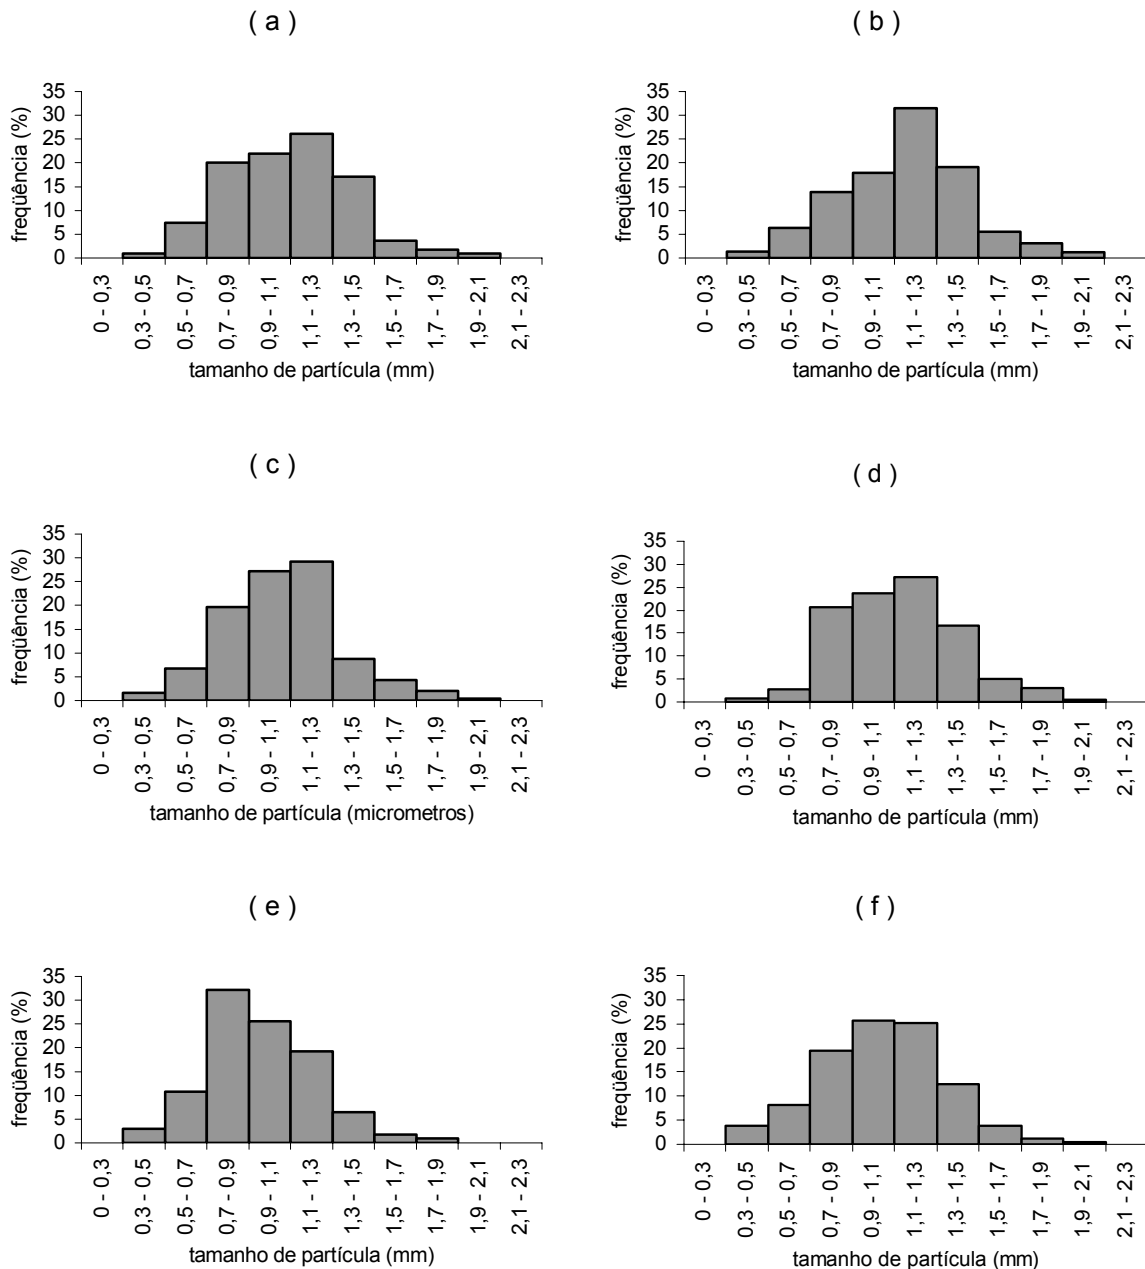 ( a )
freqüência (%)
35
30
25
20
15
10
5
0
0 - 0,3
0,3 - 0,5
0,5 - 0,7
0,7 - 0,9
0,9 - 1,1
1,1 - 1,3
1,3 - 1,5
1,5 - 1,7
1,7 - 1,9
1,9 - 2,1
2,1 - 2,3
tamanho de partícula (mm)
( b )
freqüência (%)
35
30
25
20
15
10
5
0
0 - 0,3
0,3 - 0,5
0,5 - 0,7
0,7 - 0,9
0,9 - 1,1
1,1 - 1,3
1,3 - 1,5
1,5 - 1,7
1,7 - 1,9
1,9 - 2,1
2,1 - 2,3
tamanho de partícula (mm)
( c )
freqüência (%)
35
30
25
20
15
10
5
0
0 - 0,3
0,3 - 0,5
0,5 - 0,7
0,7 - 0,9
0,9 - 1,1
1,1 - 1,3
1,3 - 1,5
1,5 - 1,7
1,7 - 1,9
1,9 - 2,1
2,1 - 2,3
tamanho de partícula (micrometros)
( d )
freqüência (%)
35
30
25
20
15
10
5
0
0 - 0,3
0,3 - 0,5
0,5 - 0,7
0,7 - 0,9
0,9 - 1,1
1,1 - 1,3
1,3 - 1,5
1,5 - 1,7
1,7 - 1,9
1,9 - 2,1
2,1 - 2,3
tamanho de partícula (mm)
( e )
freqüência (%)
35
30
25
20
15
10
5
0
0 - 0,3
0,3 - 0,5
0,5 - 0,7
0,7 - 0,9
0,9 - 1,1
1,1 - 1,3
1,3 - 1,5
1,5 - 1,7
1,7 - 1,9
1,9 - 2,1
2,1 - 2,3
tamanho de partícula (mm)
( f )
freqüência (%)
35
30
25
20
15
10
5
0
0 - 0,3
0,3 - 0,5
0,5 - 0,7
0,7 - 0,9
0,9 - 1,1
1,1 - 1,3
1,3 - 1,5
1,5 - 1,7
1,7 - 1,9
1,9 - 2,1
2,1 - 2,3
tamanho de partícula (mm)